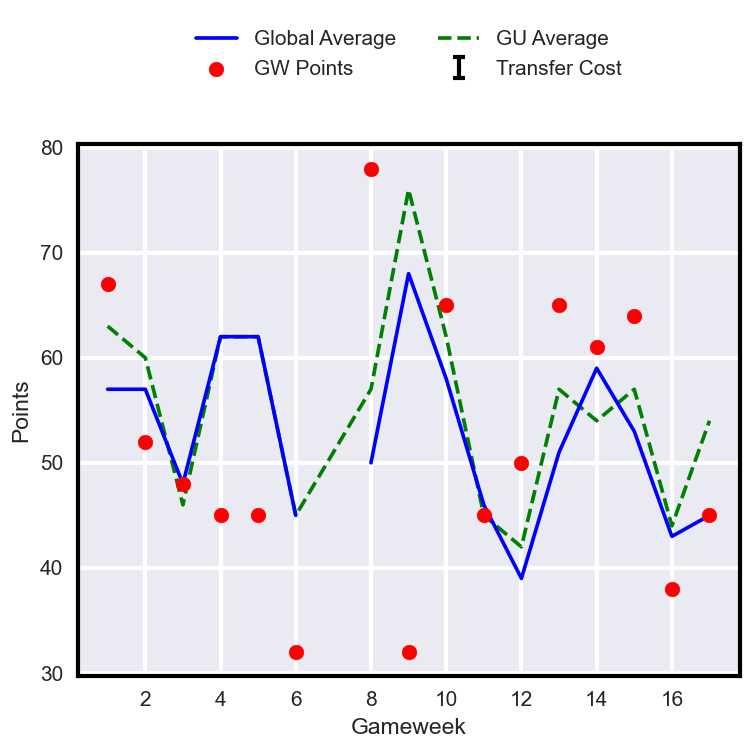 Global Average
GU Average
GW Points
Transfer Cost
80
70
60
50
40
30
Points
2 4 6 8 10 12 14 16
Gameweek